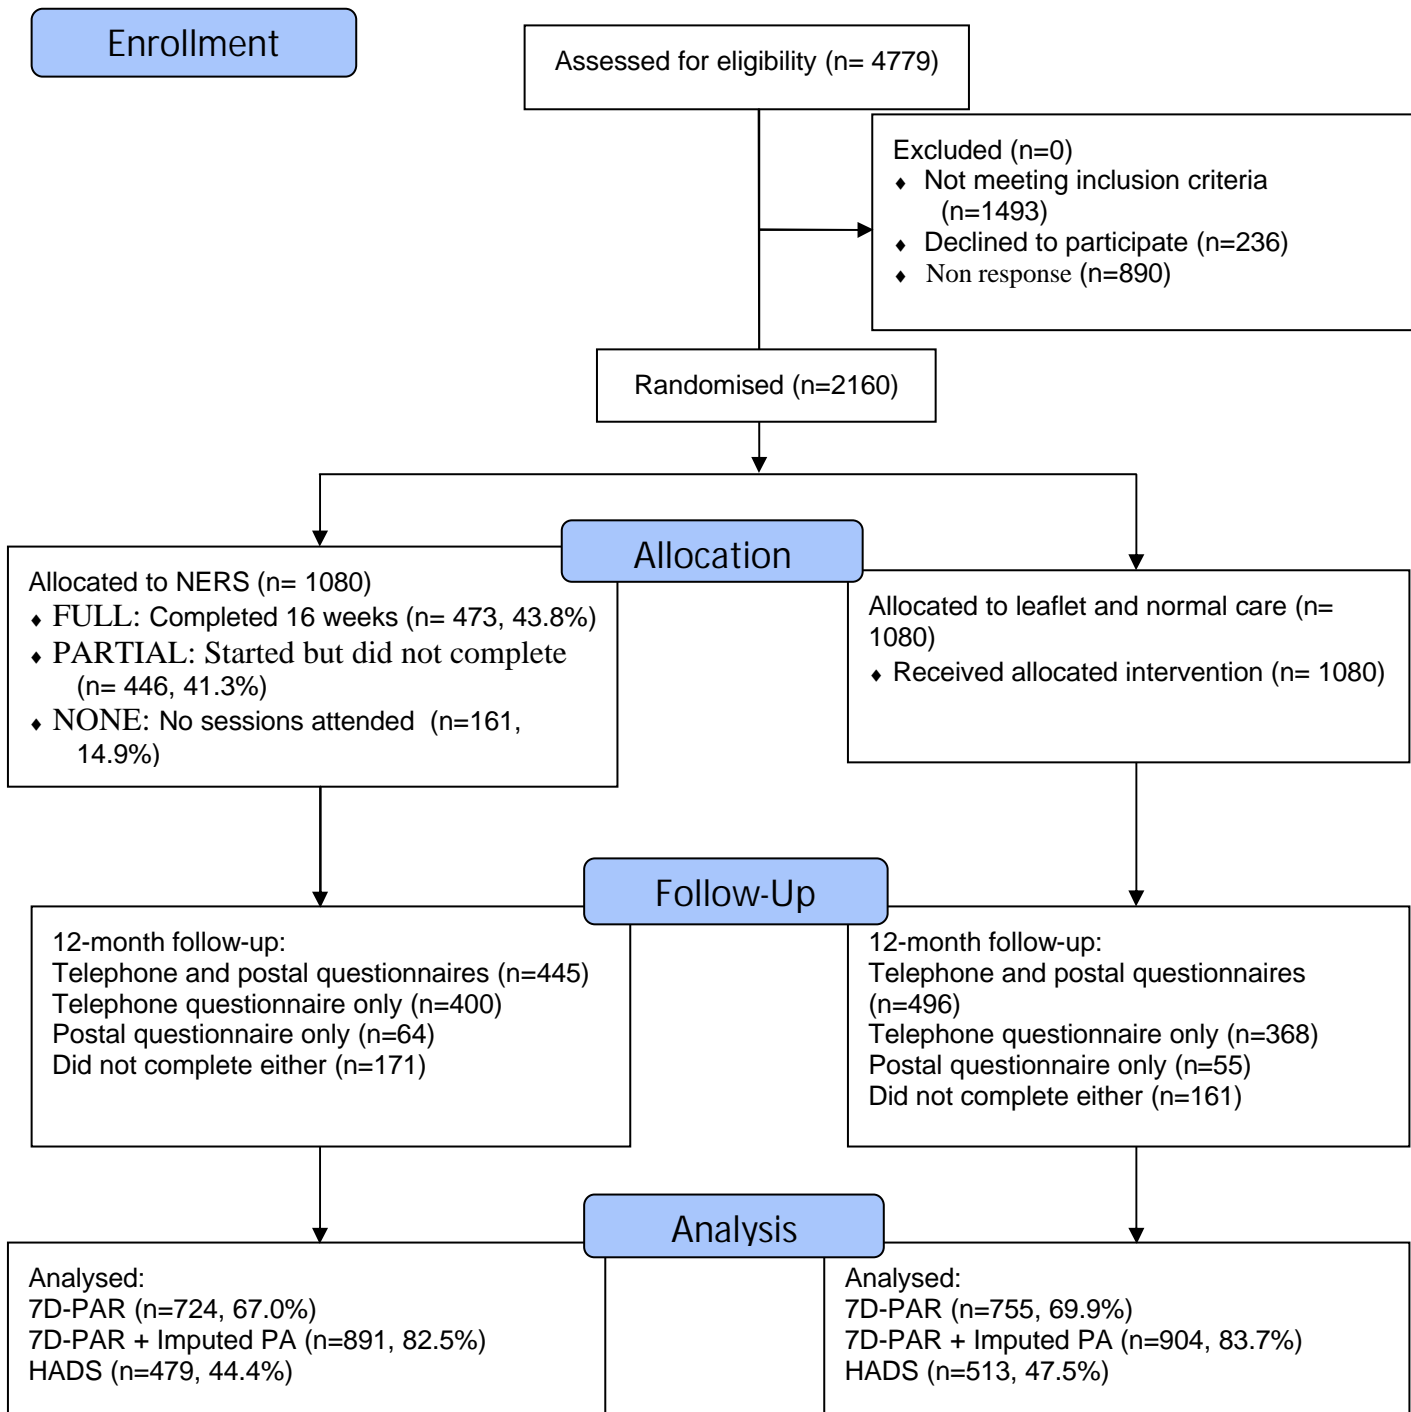 Enrollment
Assessed for eligibility (n= 4779)
Excluded (n=0)
♦ Not meeting inclusion criteria
(n=1493)
♦ Declined to participate (n=236)
♦ Non response (n=890)
Randomised (n=2160)
Allocation
Allocated to NERS (n= 1080)
♦ FULL: Completed 16 weeks (n= 473, 43.8%)
♦ PARTIAL: Started but did not complete
(n= 446, 41.3%)
♦ NONE: No sessions attended (n=161,
14.9%)
Allocated to leaflet and normal care (n=
1080)
♦ Received allocated intervention (n= 1080)
Follow-Up
12-month follow-up:
Telephone and postal questionnaires (n=445)
Telephone questionnaire only (n=400)
Postal questionnaire only (n=64)
Did not complete either (n=171)
12-month follow-up:
Telephone and postal questionnaires
(n=496)
Telephone questionnaire only (n=368)
Postal questionnaire only (n=55)
Did not complete either (n=161)
Analysis
Analysed:
7D-PAR (n=724, 67.0%)
7D-PAR + Imputed PA (n=891, 82.5%)
HADS (n=479, 44.4%)
Analysed:
7D-PAR (n=755, 69.9%)
7D-PAR + Imputed PA (n=904, 83.7%)
HADS (n=513, 47.5%)